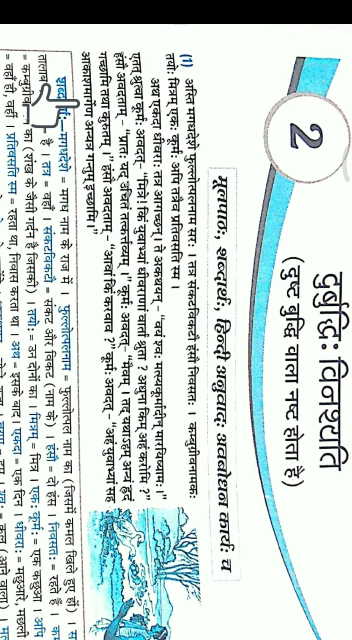 2
दुर्बुद्धिः विनश्यति
(दुष्ट बुद्धि वाला नष्ट होता है)
मूलपाठः, शब्दार्थः, हिन्दी अनुवादः अवबोधन कार्यः च
(1) अस्ति मगधदेशे फुल्लोत्पलनाम सरः। तत्र संकटविकटौ हंसौ निवसतः। कम्बुग्रीवनामकः
तयोः मित्रम् एकः कूर्मः अपि तत्रैव प्रतिवसति स्म।
अथ एकदा धीवराः तत्र आगच्छन्। ते अकथयन् - "वयं श्वः मत्स्यकूर्मादीन् मारयिष्यामः।"
एतत् श्रुत्वा कूर्मः अवदत्- "मित्रे! किं युवाभ्यां धीवराणां वार्ता श्रुता ? अधुना किम् अहं करोमि ?"
हंसौ अवदताम् - "प्रातः यद् उचितं तत्कर्त्तव्यम्।" कूर्मः अवदत्- "मैवम्। तद् यथाऽहम् अन्यं ह्रदं
गच्छामि तथा कुरुतम्।" हंसौ अवदताम् - "आवां किं करवाव ?" कूर्मः अवदत् - "अहं युवाभ्यां सह
आकाशमार्गेण अन्यत्र गन्तुम् इच्छामि।"
मगधदेशे = मगध नाम के राज में। फुल्लोत्पलनाम = फुल्लोत्पल नाम का (जिसमें कमल खिले हुए हों)।
तालाब है। तत्र = वहाँ। संकटविकटौ = संकट और विकट (नाम के)। हंसौ = दो हंस। निवसतः = रहते हैं।
= कम्बुग्रीव का (शंख के जैसी गर्दन है जिसकी)। तयोः = उन दोनों का। मित्रम् = मित्र। एकः कूर्मः = एक कछुआ। अपि
= वहाँ ही, वहीं। प्रतिवसति स्म = रहता था, निवास करता था। अथ = इसके बाद। एकदा = एक दिन। धीवराः = मछुआरे, मछली